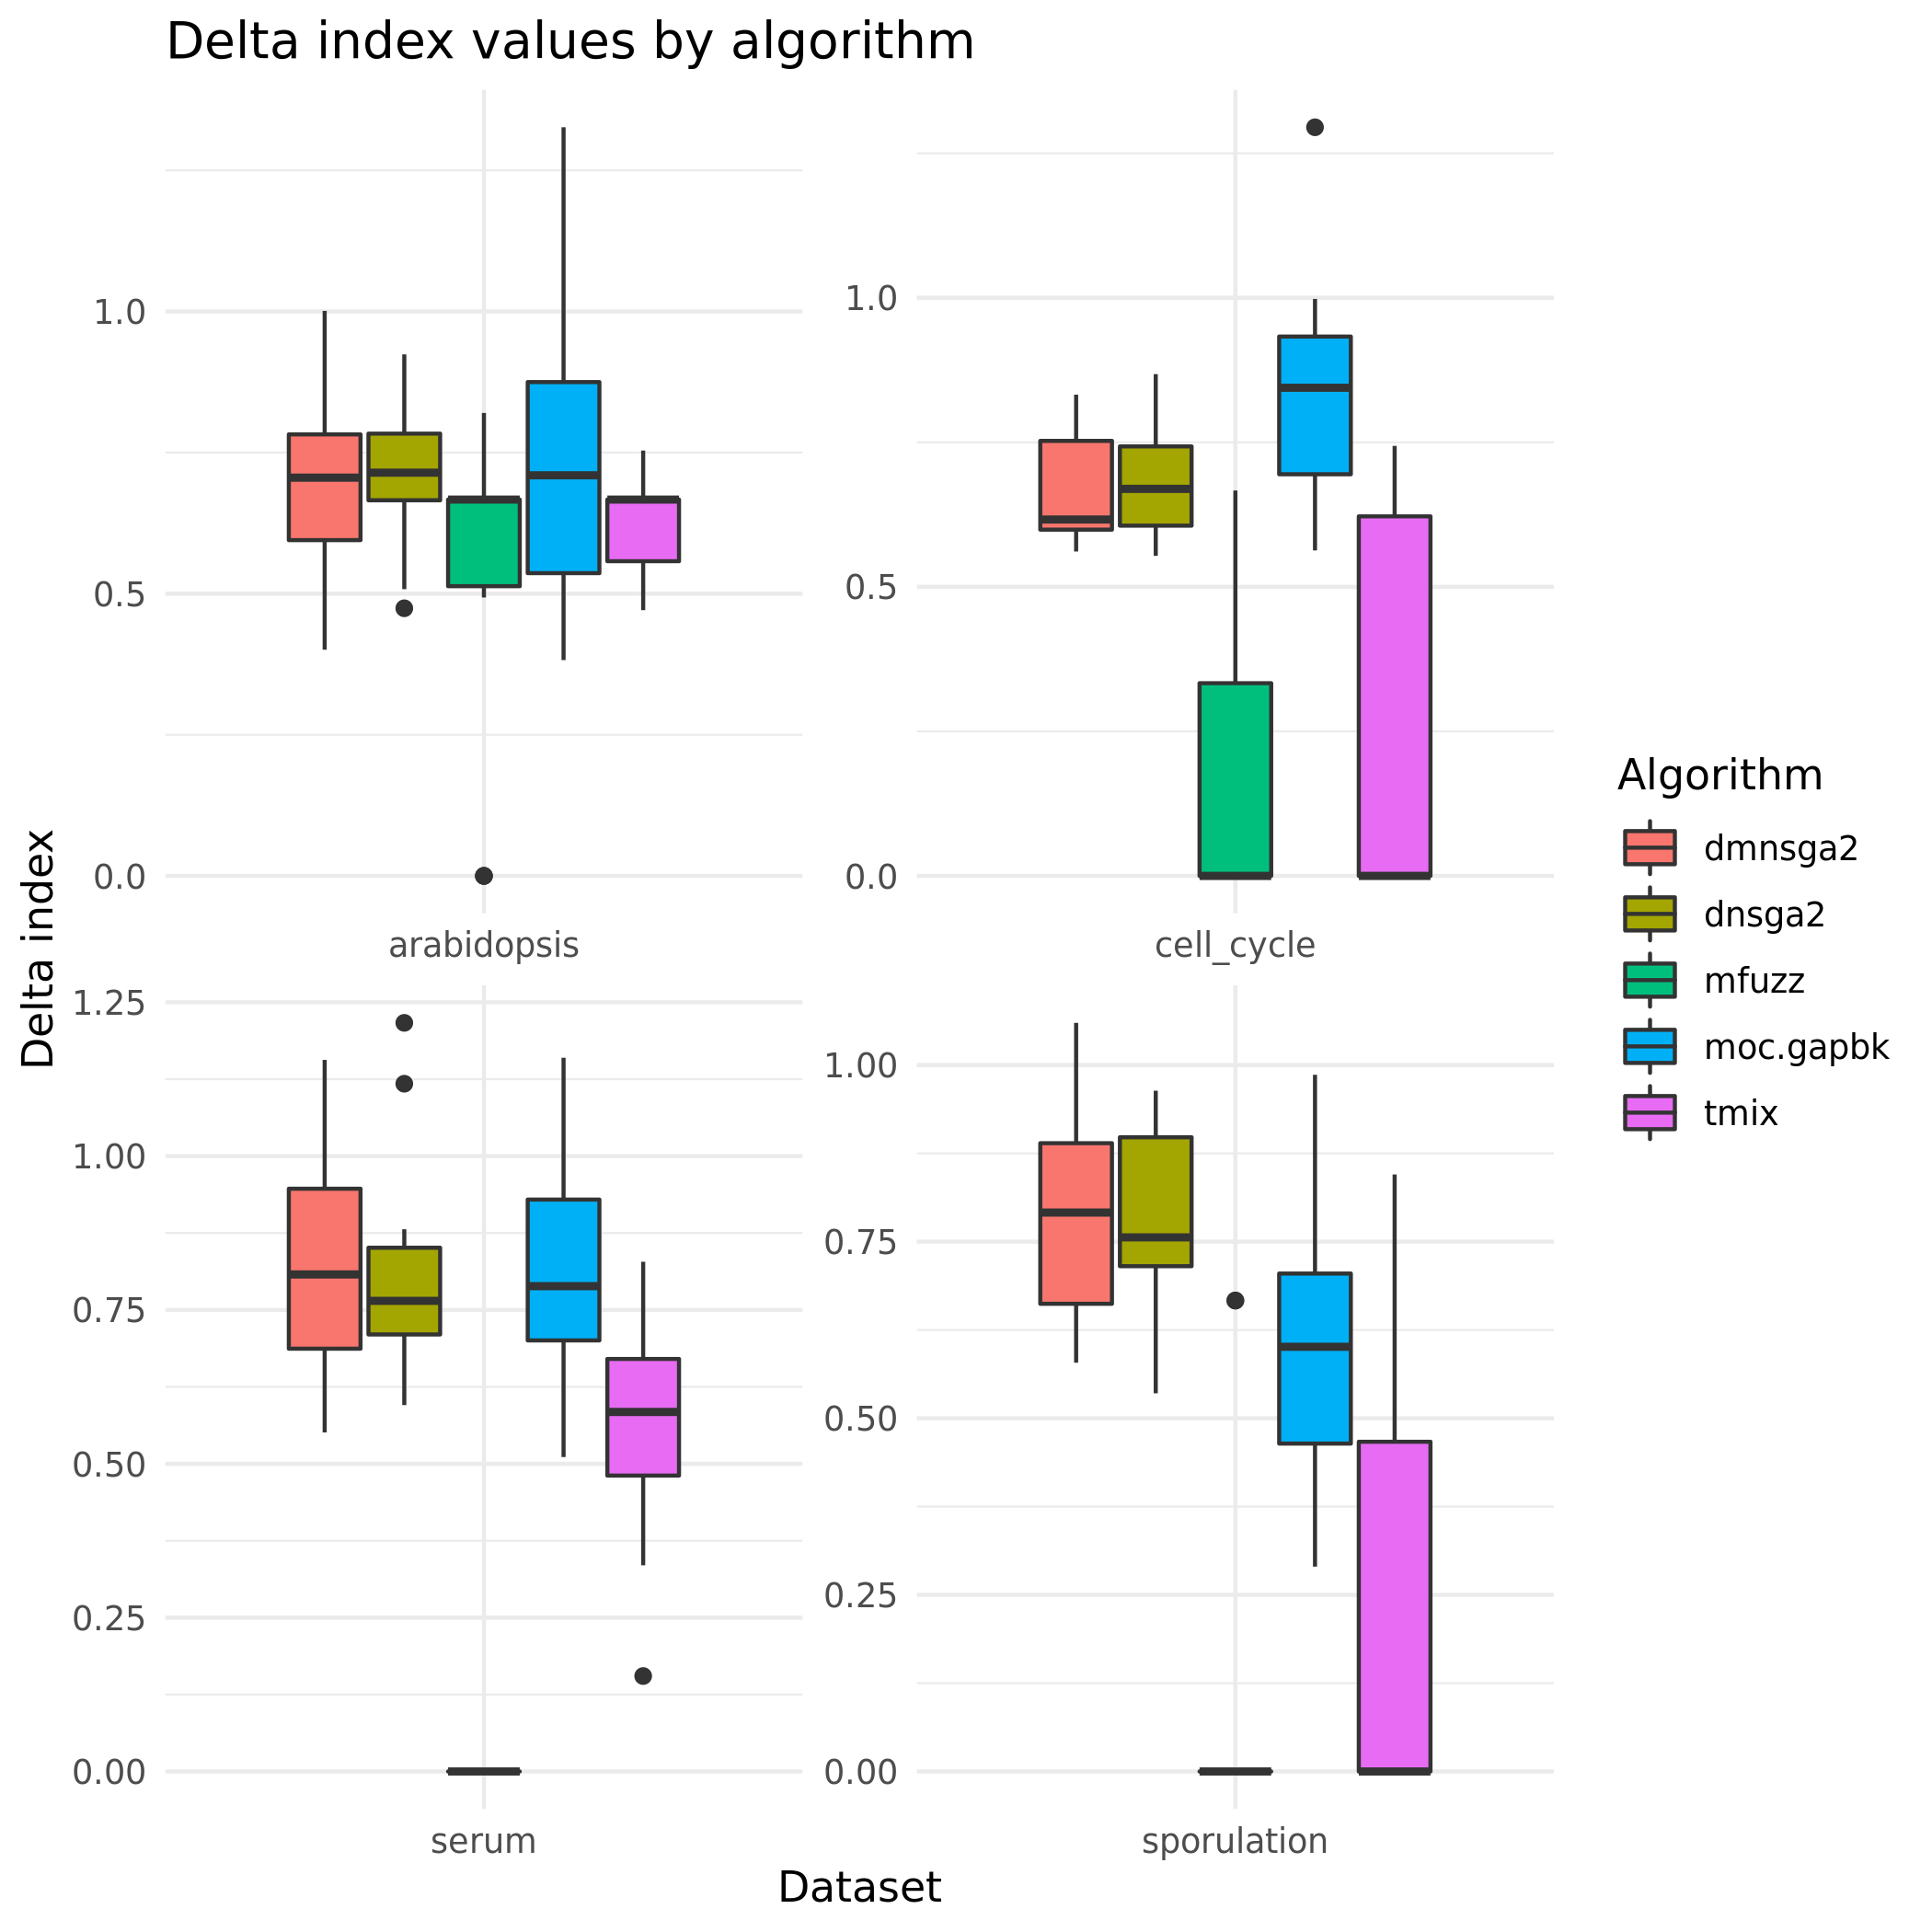 Delta index values by algorithm
Delta index
1.0
0.5
0.0
arabidopsis
1.0
0.5
0.0
cell_cycle
1.25
1.00
0.75
0.50
0.25
0.00
serum
1.00
0.75
0.50
0.25
0.00
sporulation
Dataset
Algorithm
dmnsga2
dnsga2
mfuzz
moc.gapbk
tmix